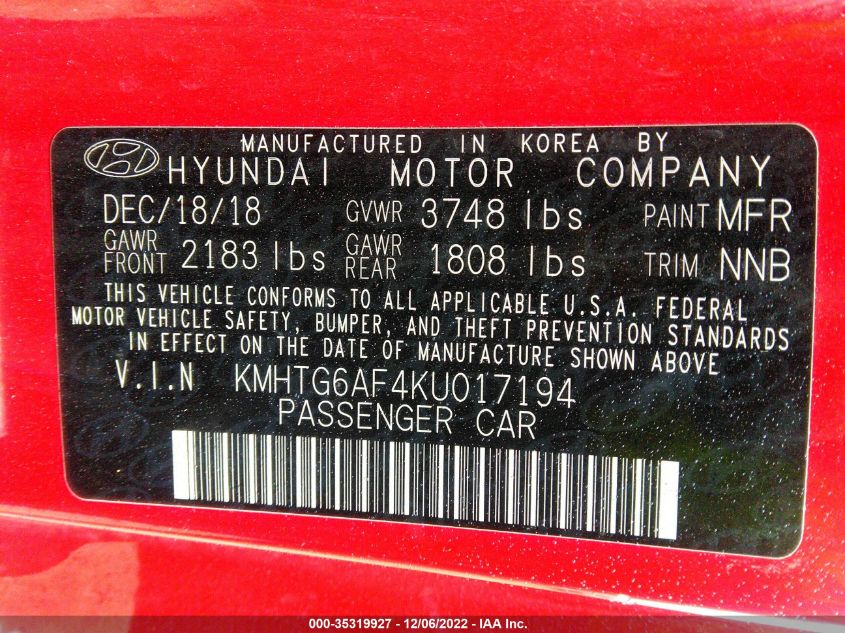 MANUFACTURED IN KOREA BY
HYUNDAI MOTOR COMPANY
DEC/18/18 GVWR 3748 lbs PAINT MFR
GAWR FRONT 2183 lbs GAWR REAR 1808 lbs TRIM NNB
THIS VEHICLE CONFORMS TO ALL APPLICABLE U.S.A. FEDERAL
MOTOR VEHICLE SAFETY, BUMPER, AND THEFT PREVENTION STANDARDS
IN EFFECT ON THE DATE OF MANUFACTURE SHOWN ABOVE
V.I.N KMHTG6AF4KU017194
PASSENGER CAR
000-35319927 - 12/06/2022 - IAA Inc.